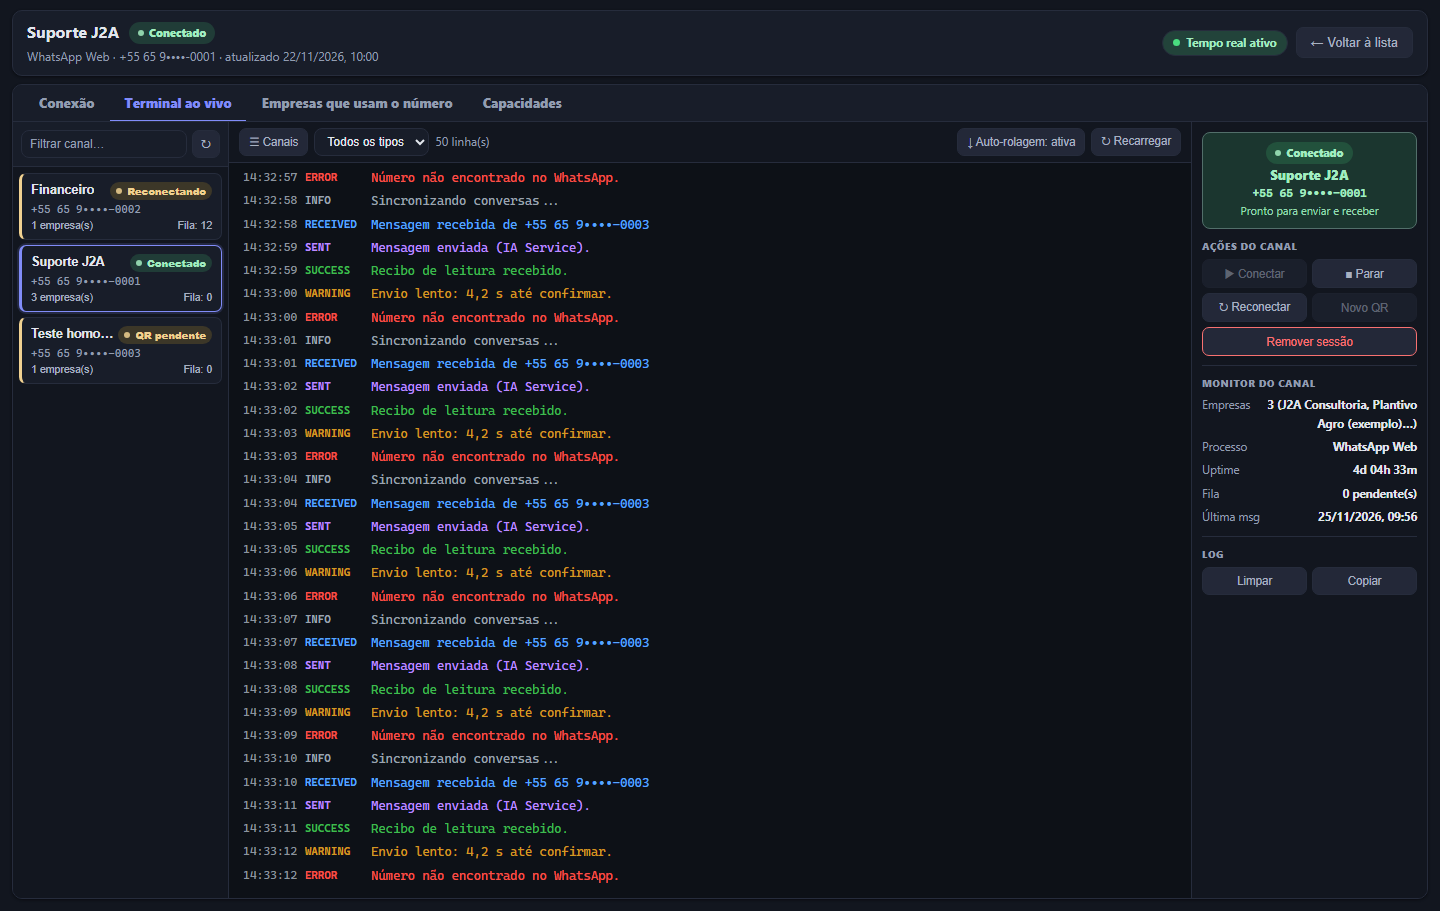 Suporte J2A
Conectado
WhatsApp Web · +55 65 9••••-0001 · atualizado 22/11/2026, 10:00
Tempo real ativo
← Voltar à lista
Conexão
Terminal ao vivo
Empresas que usam o número
Capacidades
Filtrar canal...
↻
Financeiro
Reconectando
+55 65 9••••-0002
1 empresa(s)
Fila: 12
Suporte J2A
Conectado
+55 65 9••••-0001
3 empresa(s)
Fila: 0
Teste homo...
QR pendente
+55 65 9••••-0003
1 empresa(s)
Fila: 0
☰ Canais
Todos os tipos
50 linha(s)
↓ Auto-rolagem: ativa
↻ Recarregar
14:32:57 ERROR Número não encontrado no WhatsApp.
14:32:58 INFO Sincronizando conversas...
14:32:58 RECEIVED Mensagem recebida de +55 65 9••••-0003
14:32:59 SENT Mensagem enviada (IA Service).
14:32:59 SUCCESS Recibo de leitura recebido.
14:33:00 WARNING Envio lento: 4,2 s até confirmar.
14:33:00 ERROR Número não encontrado no WhatsApp.
14:33:01 INFO Sincronizando conversas...
14:33:01 RECEIVED Mensagem recebida de +55 65 9••••-0003
14:33:02 SENT Mensagem enviada (IA Service).
14:33:02 SUCCESS Recibo de leitura recebido.
14:33:03 WARNING Envio lento: 4,2 s até confirmar.
14:33:03 ERROR Número não encontrado no WhatsApp.
14:33:04 INFO Sincronizando conversas...
14:33:04 RECEIVED Mensagem recebida de +55 65 9••••-0003
14:33:05 SENT Mensagem enviada (IA Service).
14:33:05 SUCCESS Recibo de leitura recebido.
14:33:06 WARNING Envio lento: 4,2 s até confirmar.
14:33:06 ERROR Número não encontrado no WhatsApp.
14:33:07 INFO Sincronizando conversas...
14:33:07 RECEIVED Mensagem recebida de +55 65 9••••-0003
14:33:08 SENT Mensagem enviada (IA Service).
14:33:08 SUCCESS Recibo de leitura recebido.
14:33:09 WARNING Envio lento: 4,2 s até confirmar.
14:33:09 ERROR Número não encontrado no WhatsApp.
14:33:10 INFO Sincronizando conversas...
14:33:10 RECEIVED Mensagem recebida de +55 65 9••••-0003
14:33:11 SENT Mensagem enviada (IA Service).
14:33:11 SUCCESS Recibo de leitura recebido.
14:33:12 WARNING Envio lento: 4,2 s até confirmar.
14:33:12 ERROR Número não encontrado no WhatsApp.
Conectado
Suporte J2A
+55 65 9••••-0001
Pronto para enviar e receber
AÇÕES DO CANAL
▶ Conectar
■ Parar
↻ Reconectar
Novo QR
Remover sessão
MONITOR DO CANAL
Empresas 3 (J2A Consultoria, Plantivo
Agro (exemplo)...)
Processo WhatsApp Web
Uptime 4d 04h 33m
Fila 0 pendente(s)
Última msg 25/11/2026, 09:56
LOG
Limpar
Copiar